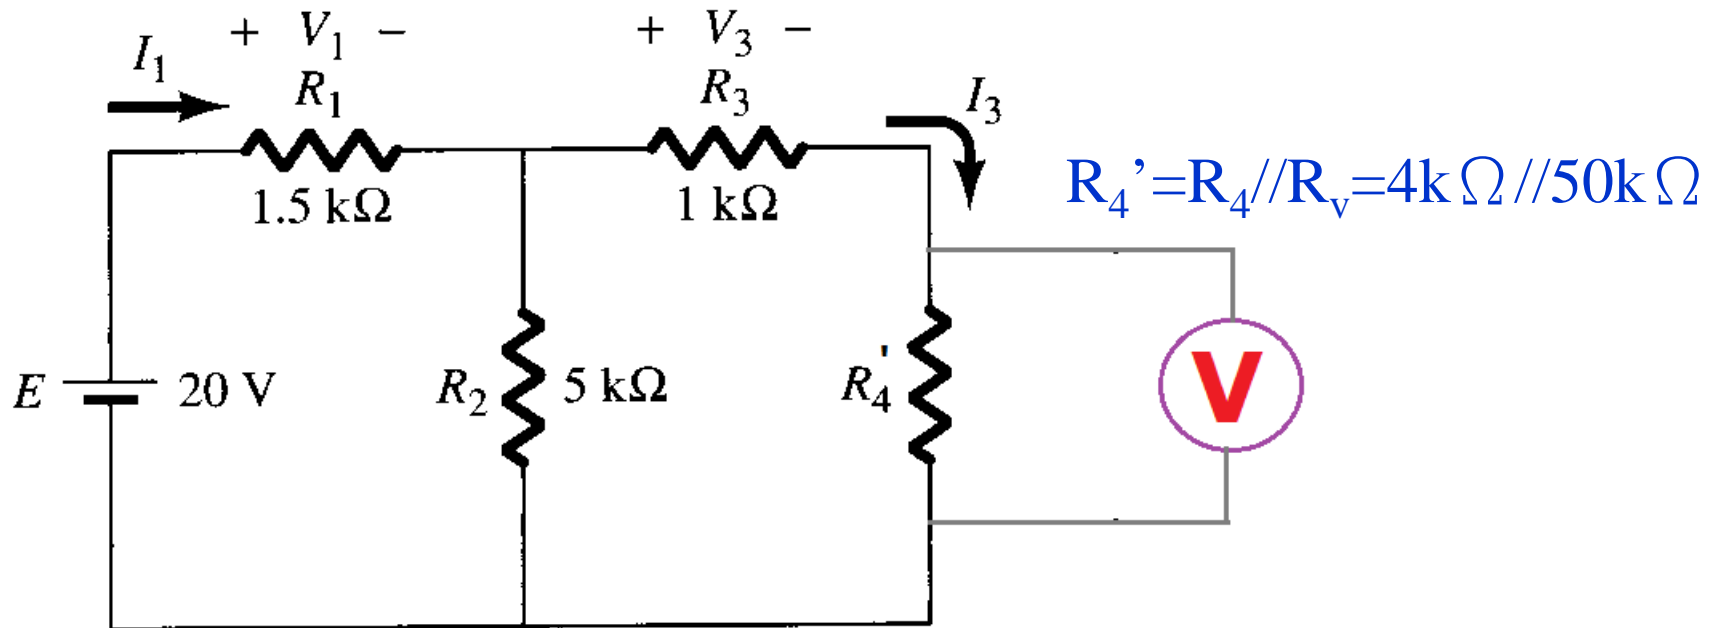 + V₁ −
+ V₃ −
I₁
R₁
R₃
I₃
1.5 kΩ
1 kΩ
R₄’=R₄//Rᵥ=4kΩ//50kΩ
E
20 V
R₂
5 kΩ
R₄'
V